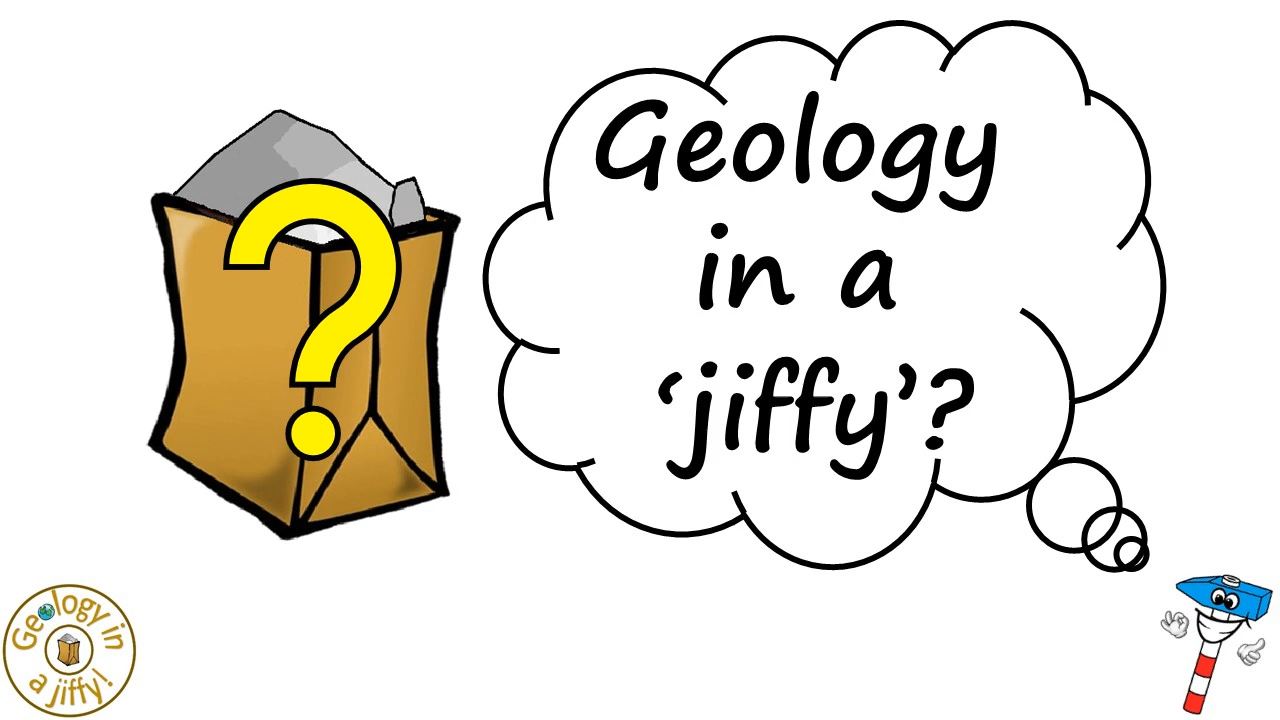 Geology
in a
‘jiffy’?
?
Geology in
a jiffy!